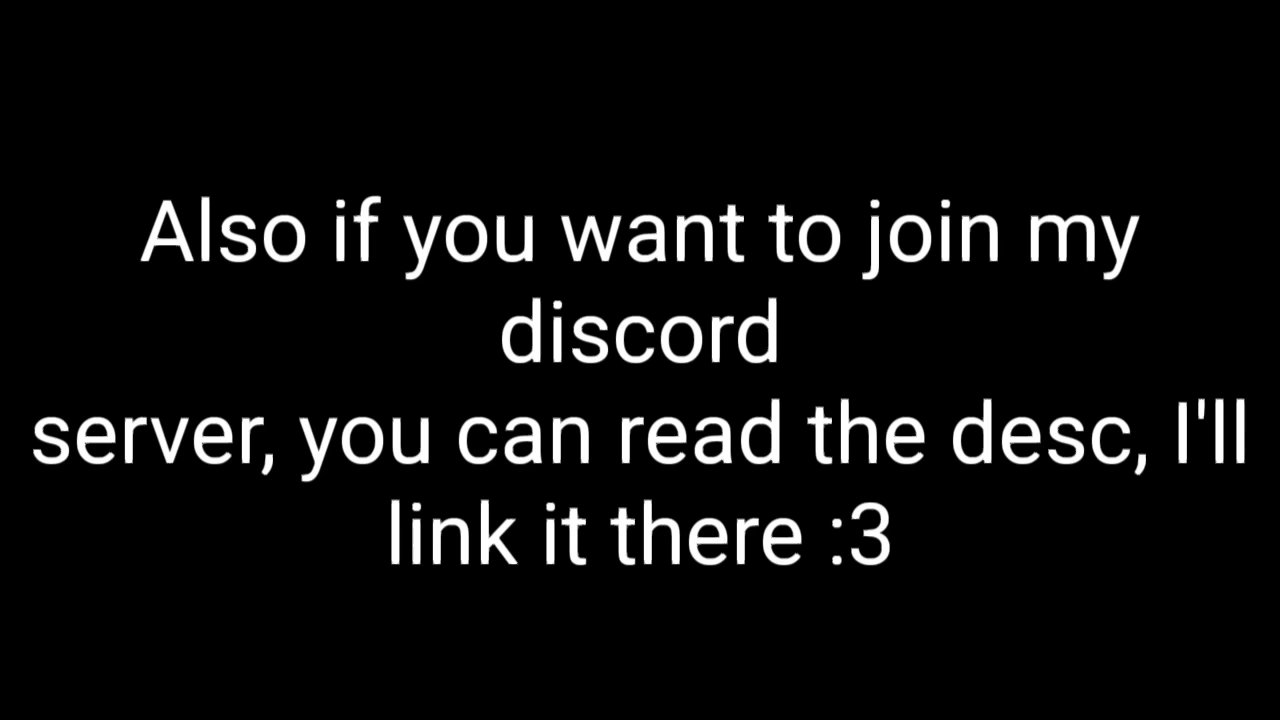 Also if you want to join my
discord
server, you can read the desc, I'll
link it there :3